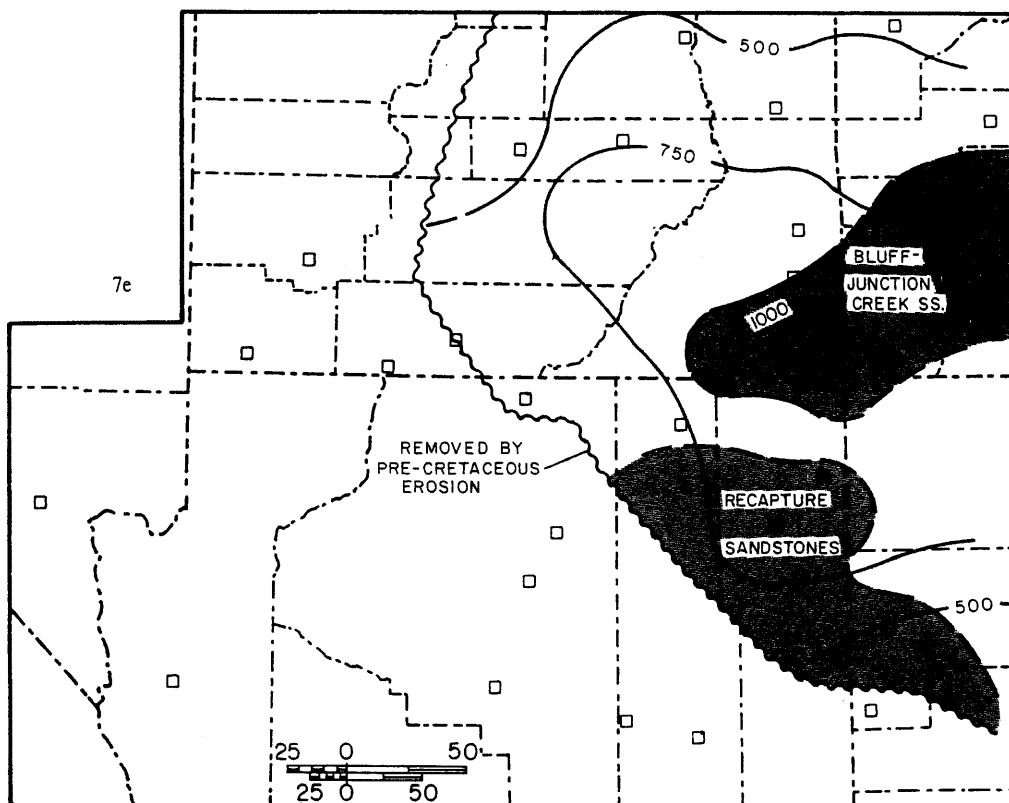 500
750
BLUFF-
JUNCTION
CREEK SS.
7e
1000
REMOVED BY
PRE-CRETACEOUS
EROSION
RECAPTURE
SANDSTONES
500
25 0 50
25 0 50